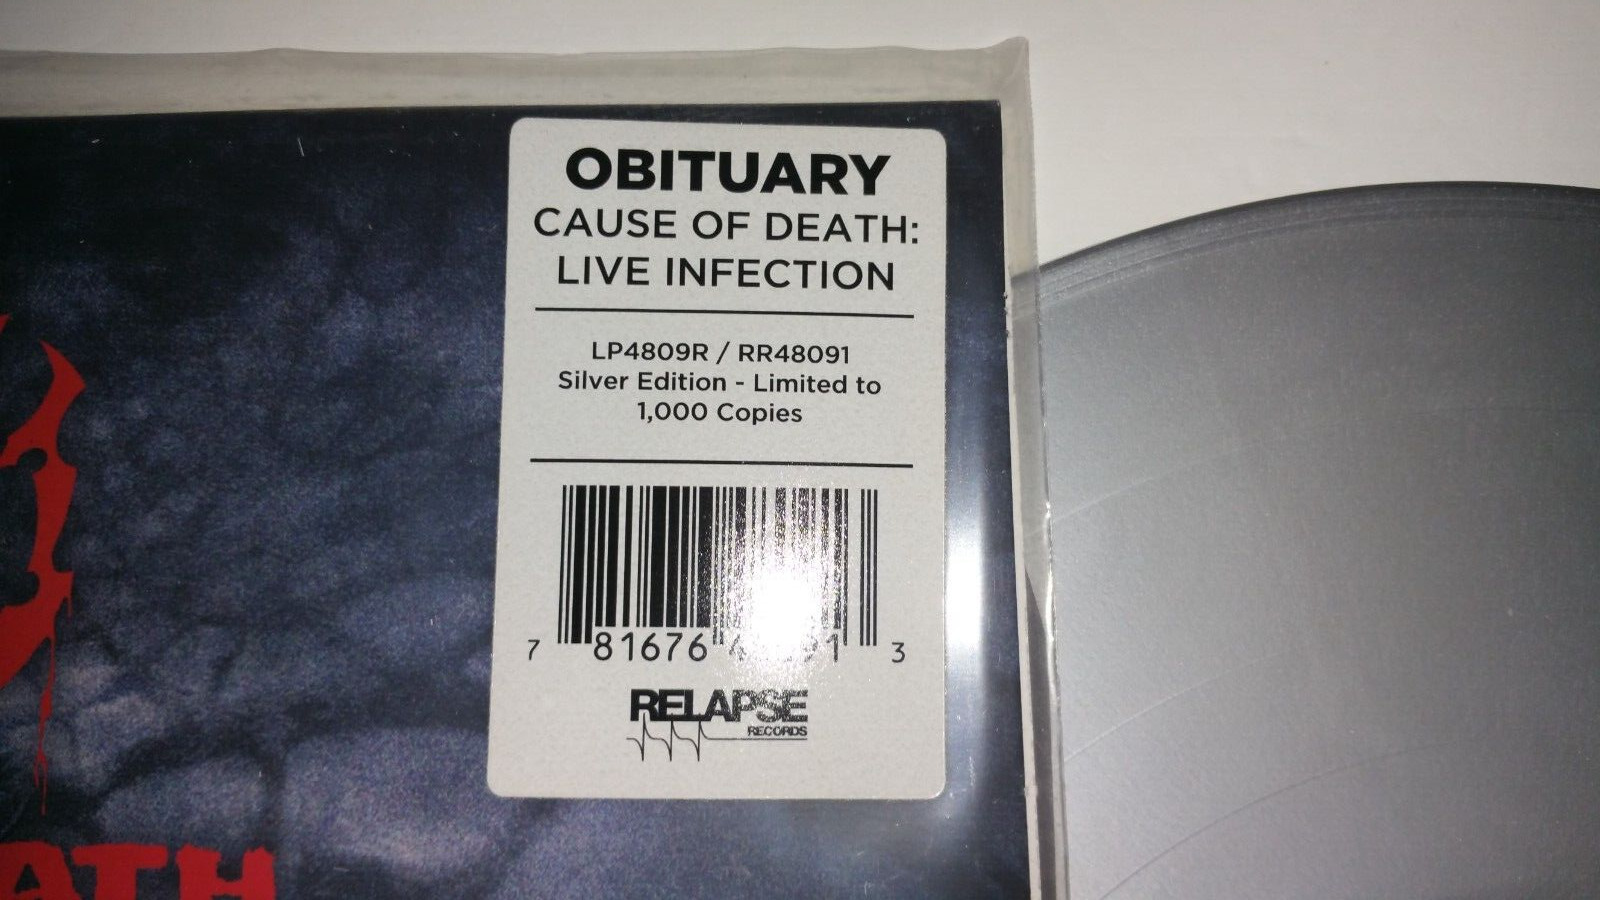 OBITUARY
CAUSE OF DEATH:
LIVE INFECTION
LP4809R / RR48091
Silver Edition - Limited to
1,000 Copies
7 81676 3
RELAPSE
RECORDS
ATH